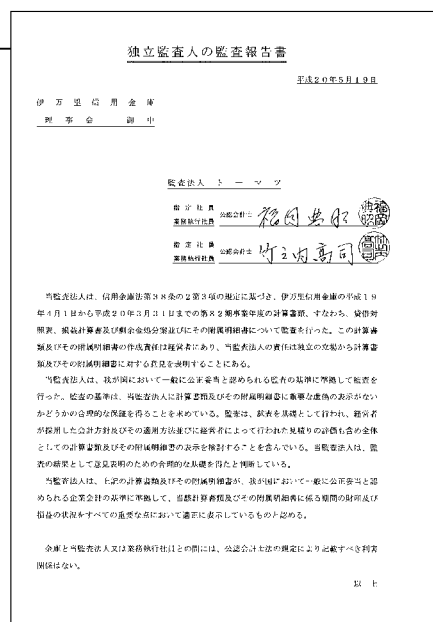 独立監査人の監査報告書
平成20年5月19日
伊万里信用金庫
理事会 御中
監査法人 トーマツ
指定社員
業務執行社員 公認会計士 福岡典昭
指定社員
業務執行社員 公認会計士 竹之内高司
当監査法人は、信用金庫法第38条の2第3項の規定に基づき、伊万里信用金庫の平成19
年4月1日から平成20年3月31日までの第82期事業年度の計算書類、すなわち、貸借対
照表、損益計算書及び剰余金処分案並びにその附属明細書について監査を行った。この計算書
類及びその附属明細書の作成責任は経営者にあり、当監査法人の責任は独立の立場から計算書
類及びその附属明細書に対する意見を表明することにある。
当監査法人は、我が国において一般に公正妥当と認められる監査の基準に準拠して監査を
行った。監査の基準は、当監査法人に計算書類及びその附属明細書に重要な虚偽の表示がない
かどうかの合理的な保証を得ることを求めている。監査は、試査を基礎として行われ、経営者
が採用した会計方針及びその適用方法並びに経営者によって行われた見積りの評価も含め全体
としての計算書類及びその附属明細書の表示を検討することを含んでいる。当監査法人は、監
査の結果として意見表明のための合理的な基礎を得たと判断している。
当監査法人は、上記の計算書類及びその附属明細書が、我が国において一般に公正妥当と認
められる企業会計の基準に準拠して、当該計算書類及びその附属明細書に係る期間の財産及び
損益の状況をすべての重要な点において適正に表示しているものと認める。
金庫と当監査法人又は業務執行社員との間には、公認会計士法の規定により記載すべき利害
関係はない。
以 上